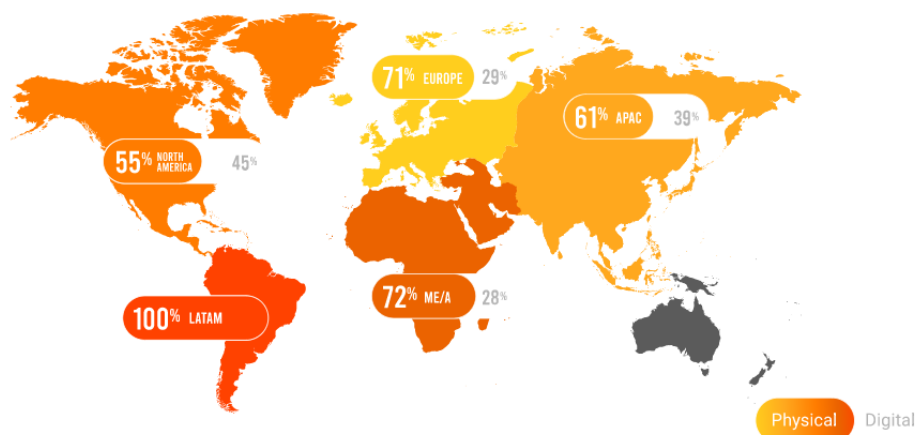 71% EUROPE 29%
61% APAC 39%
55% NORTH
AMERICA 45%
100% LATAM
72% ME/A 28%
Physical Digital